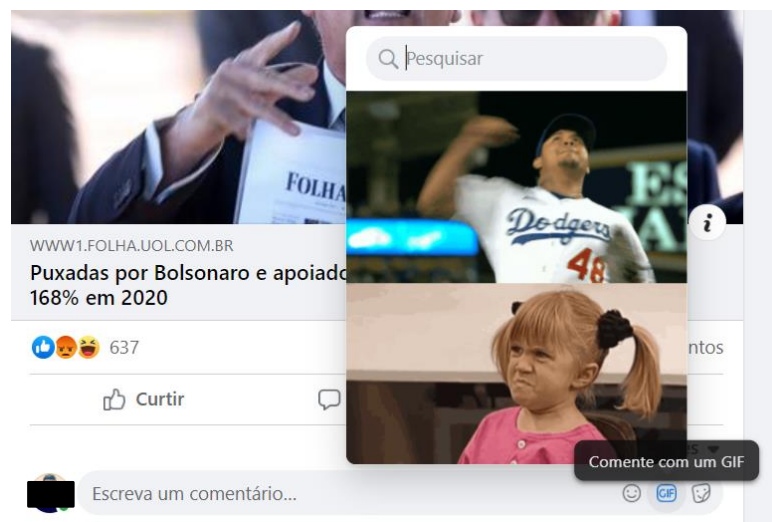 Pesquisar
FOLHA
Dodgers
48
WWW1.FOLHA.UOL.COM.BR
Puxadas por Bolsonaro e apoiado
168% em 2020
637
ntos
Curtir
Comente com um GIF
Escreva um comentário...
GIF